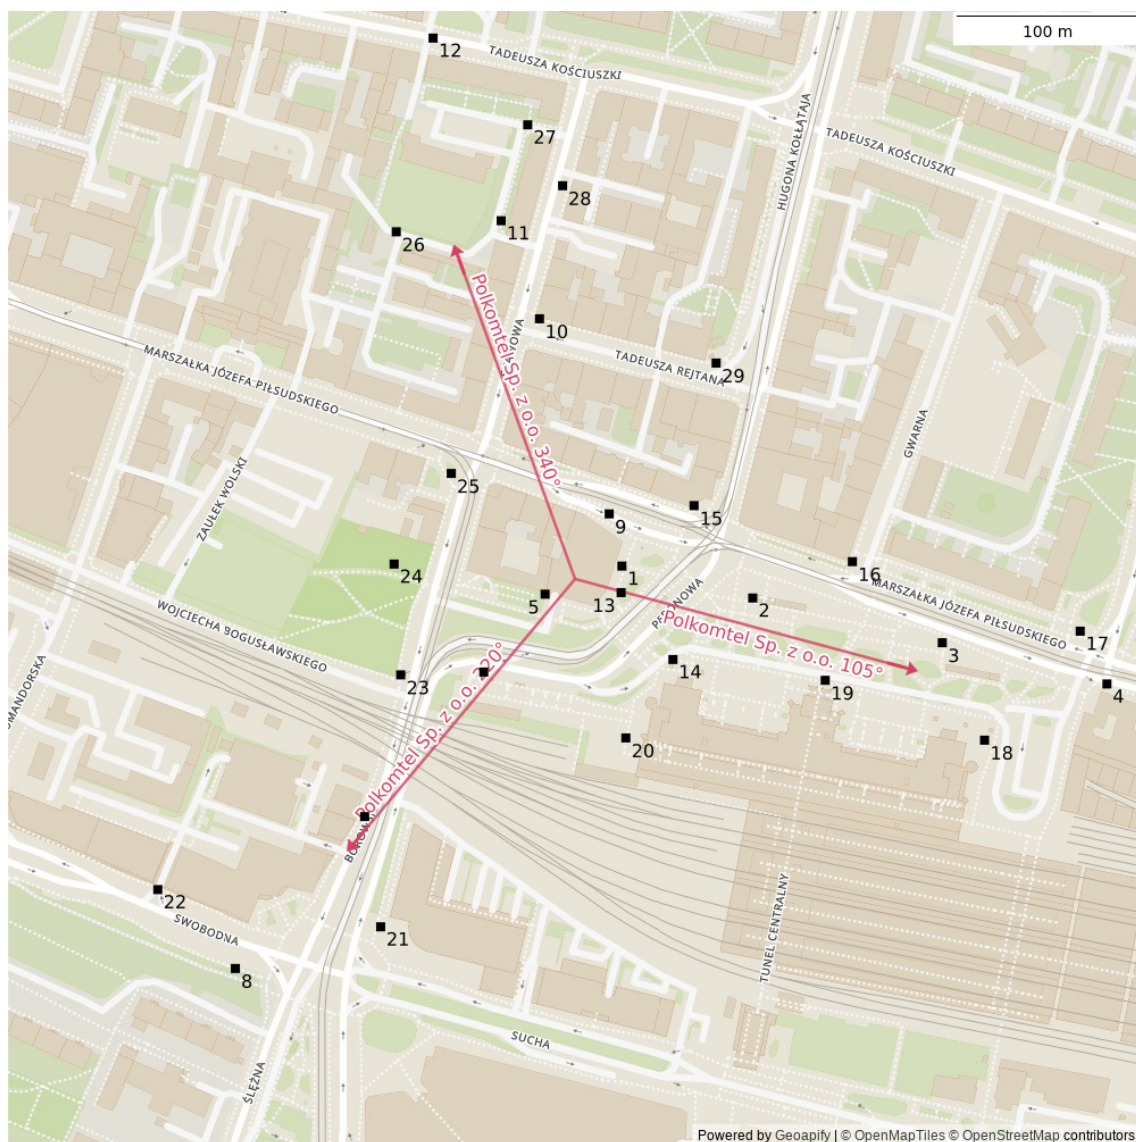 100 m
12
TADEUSZA KOŚCIUSZKI
HUGONA KOŁŁĄTAJA
27
TADEUSZA KOŚCIUSZKI
28
11
26
Polkomtel Sp. z o.o. 340°
10
TADEUSZA REJTANA
29
MARSZAŁKA JÓZEFA PIŁSUDSKIEGO
GWARNA
ZAUŁEK WOLSKI
25
9
15
24
1
16
5
13
2
MARSZAŁKA JÓZEFA PIŁSUDSKIEGO
WOJCIECHA BOGUSŁAWSKIEGO
Polkomtel Sp. z o.o. 105°
17
3
14
23
4
19
Polkomtel Sp. z o.o. 220°
20
18
22
SWOBODNA
21
8
TUNEL CENTRALNY
SUCHA
ŚLĘŻNA
Powered by Geoapify | © OpenMapTiles © OpenStreetMap contributors